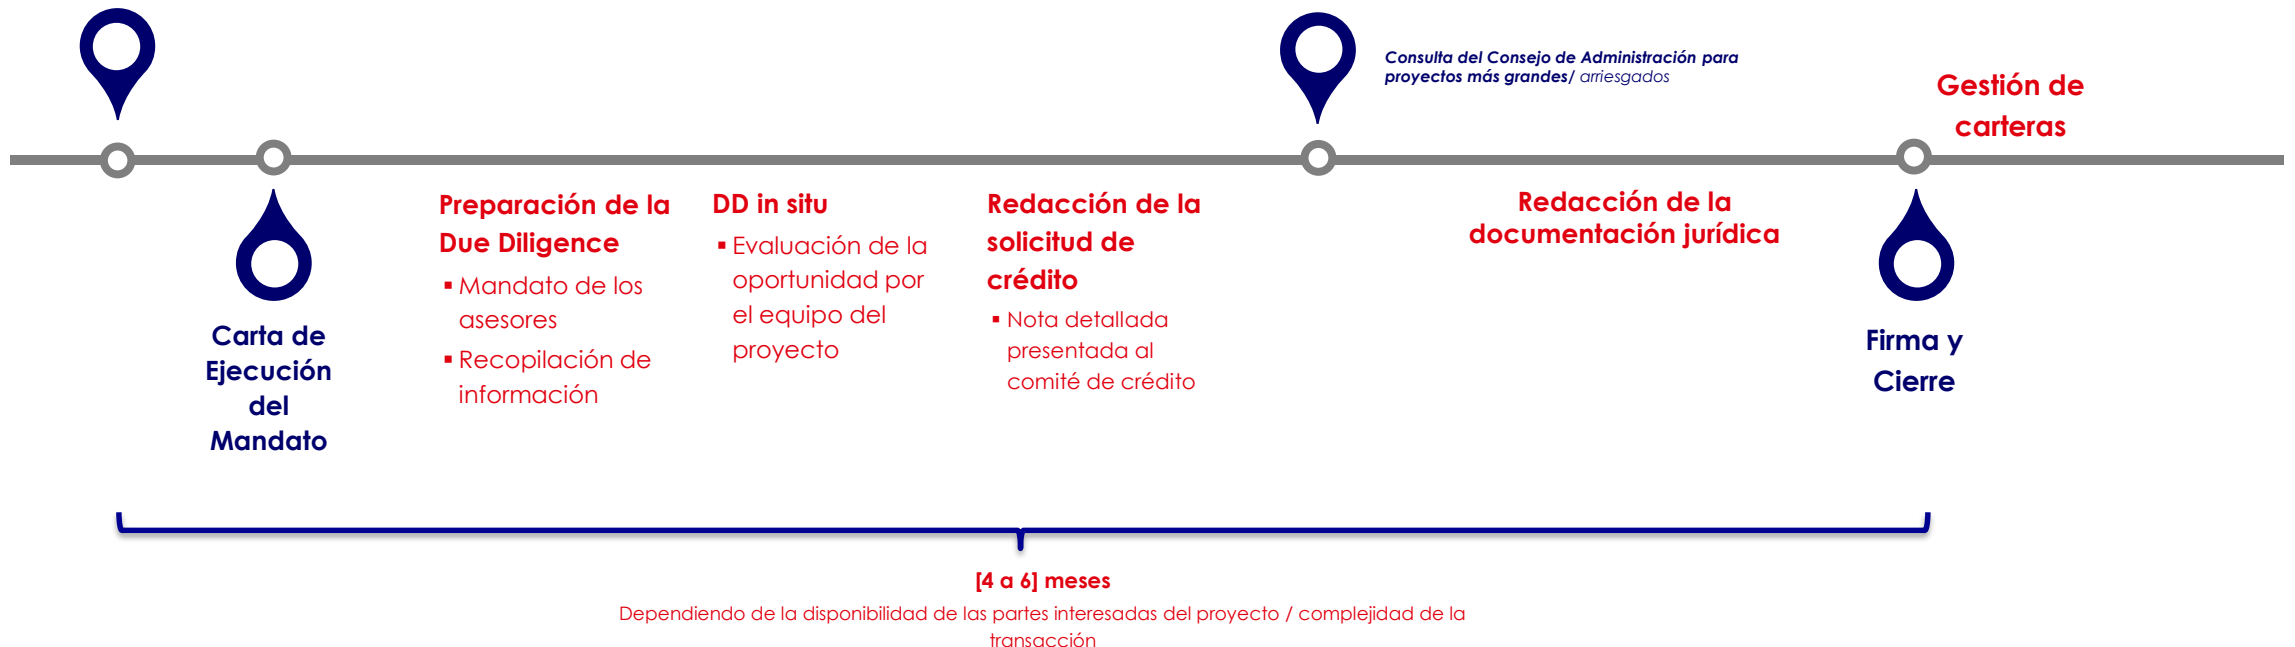 Consulta del Consejo de Administración para
proyectos más grandes/ arriesgados
Gestión de
carteras
Carta de
Ejecución
del
Mandato
Preparación de la
Due Diligence
▪ Mandato de los
asesores
▪ Recopilación de
información
DD in situ
▪ Evaluación de la
oportunidad por
el equipo del
proyecto
Redacción de la
solicitud de
crédito
▪ Nota detallada
presentada al
comité de crédito
Redacción de la
documentación jurídica
Firma y
Cierre
[4 a 6] meses
Dependiendo de la disponibilidad de las partes interesadas del proyecto / complejidad de la
transacción